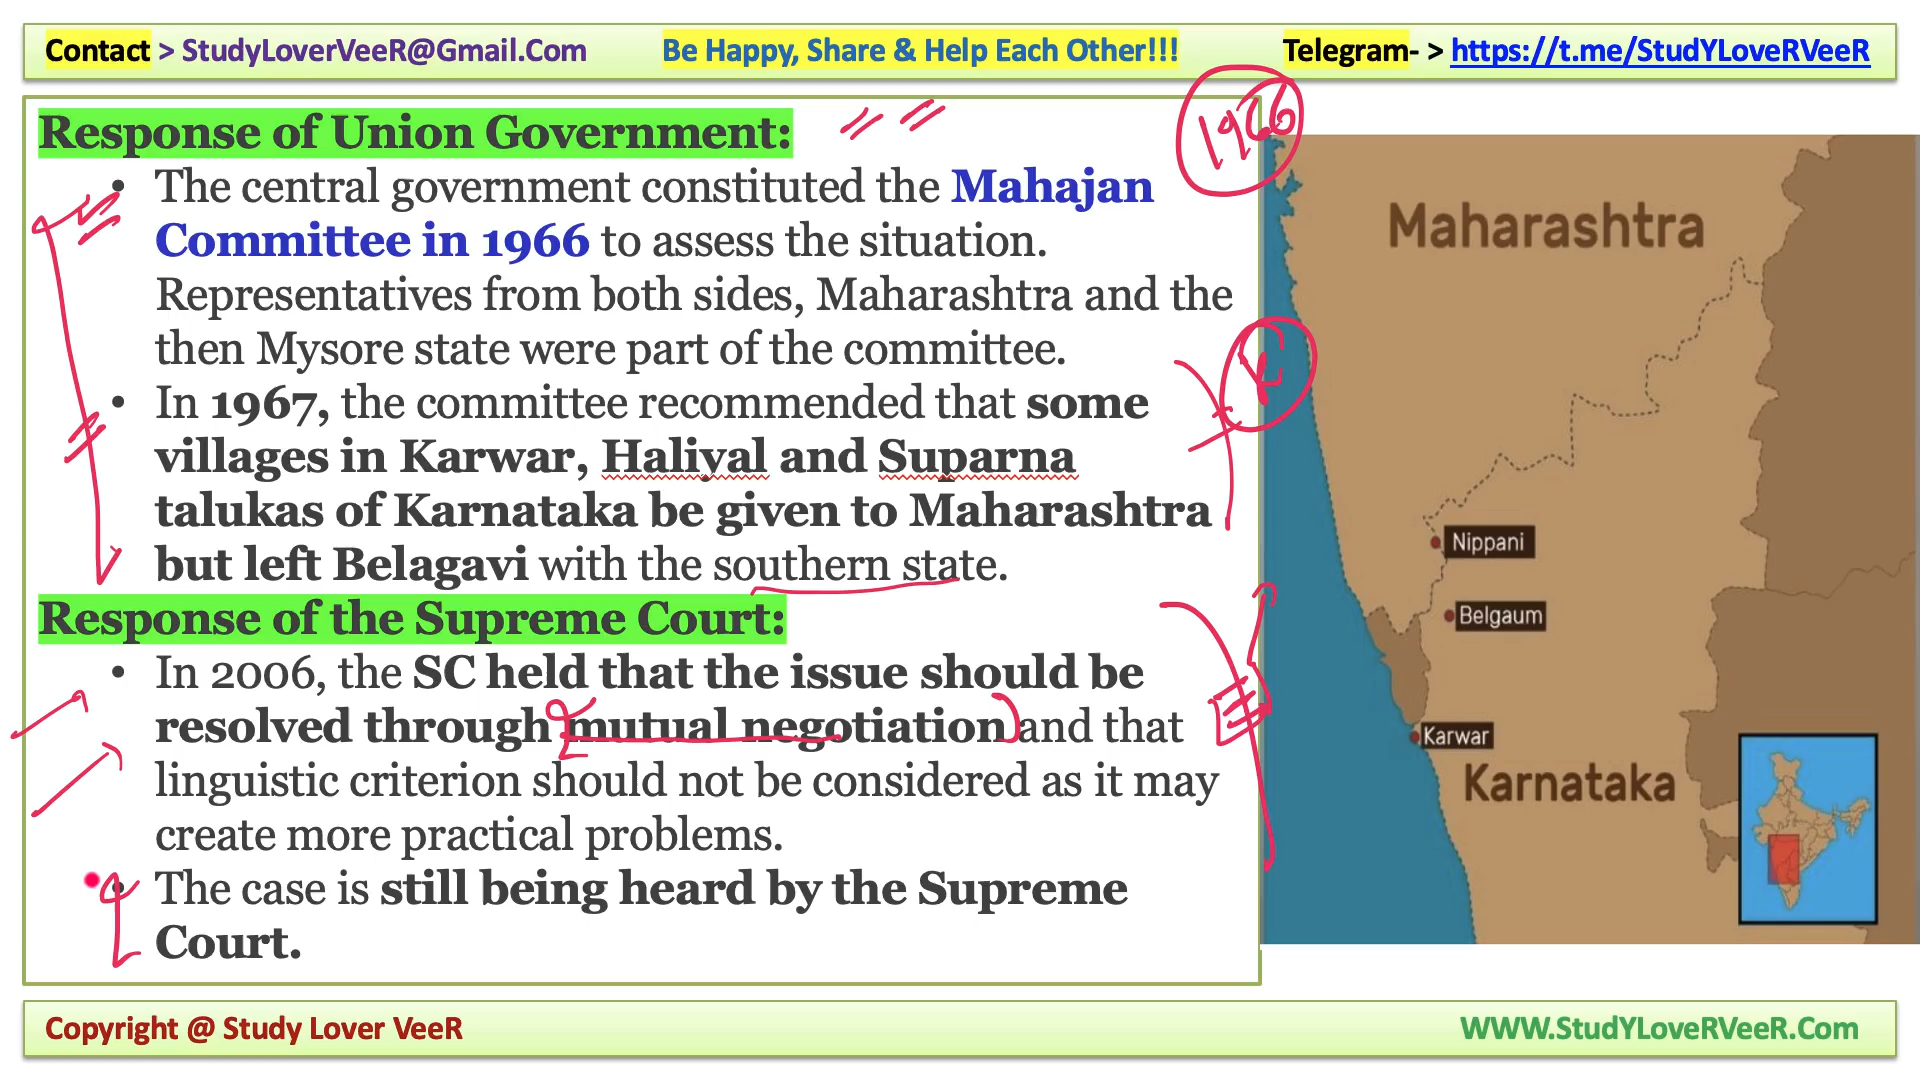 Contact > StudyLoverVeeR@Gmail.Com Be Happy, Share & Help Each Other!!! Telegram- > https://t.me/StudYLoveRVeeR
Response of Union Government:
1966
• The central government constituted the Mahajan
Committee in 1966 to assess the situation.
Representatives from both sides, Maharashtra and the
then Mysore state were part of the committee.
• In 1967, the committee recommended that some
villages in Karwar, Haliyal and Suparna
talukas of Karnataka be given to Maharashtra
but left Belagavi with the southern state.
Response of the Supreme Court:
• In 2006, the SC held that the issue should be
resolved through mutual negotiation and that
linguistic criterion should not be considered as it may
create more practical problems.
• The case is still being heard by the Supreme
Court.
Maharashtra
Nippani
Belgaum
Karwar
Karnataka
Copyright @ Study Lover VeeR WWW.StudYLoveRVeeR.Com